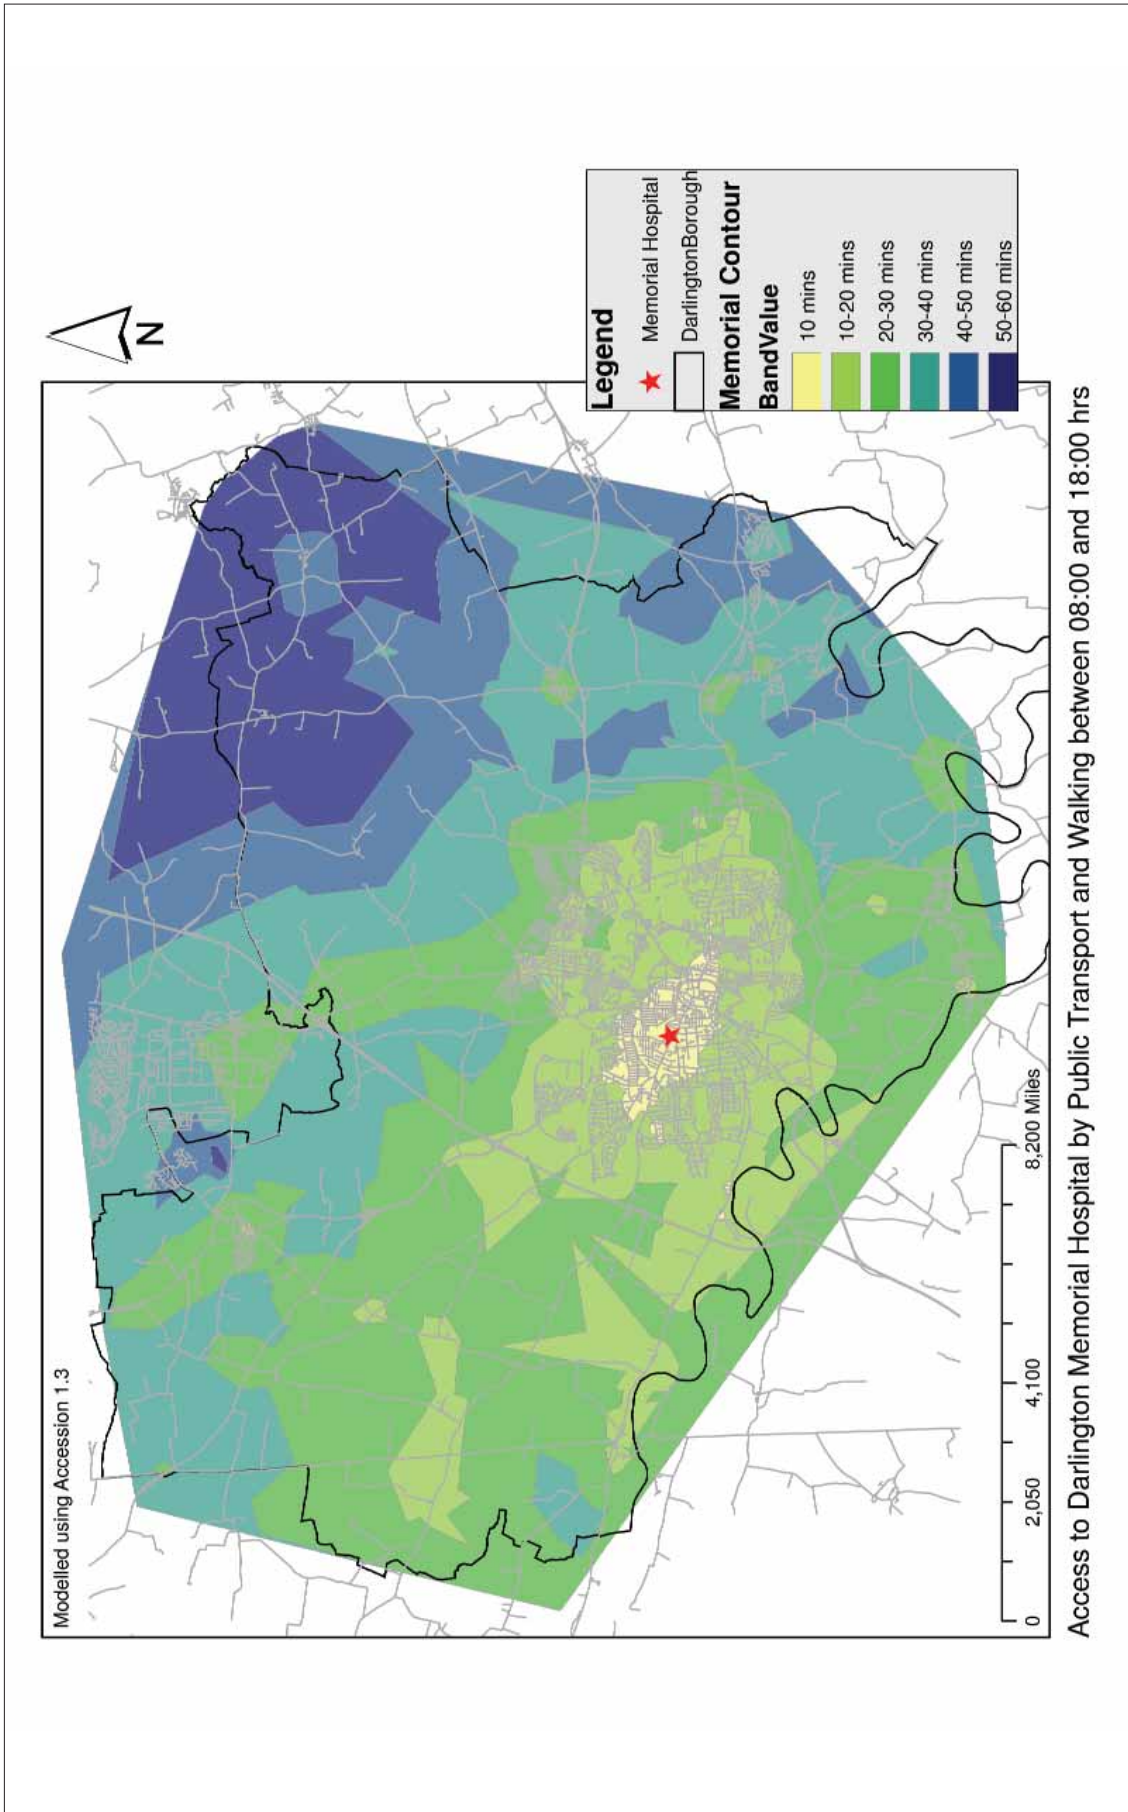 Modelled using Accession 1.3
N
Legend
Memorial Hospital
DarlingtonBorough
Memorial Contour
BandValue
10 mins
10-20 mins
20-30 mins
30-40 mins
40-50 mins
50-60 mins
0 2,050 4,100 8,200 Miles
Access to Darlington Memorial Hospital by Public Transport and Walking between 08:00 and 18:00 hrs